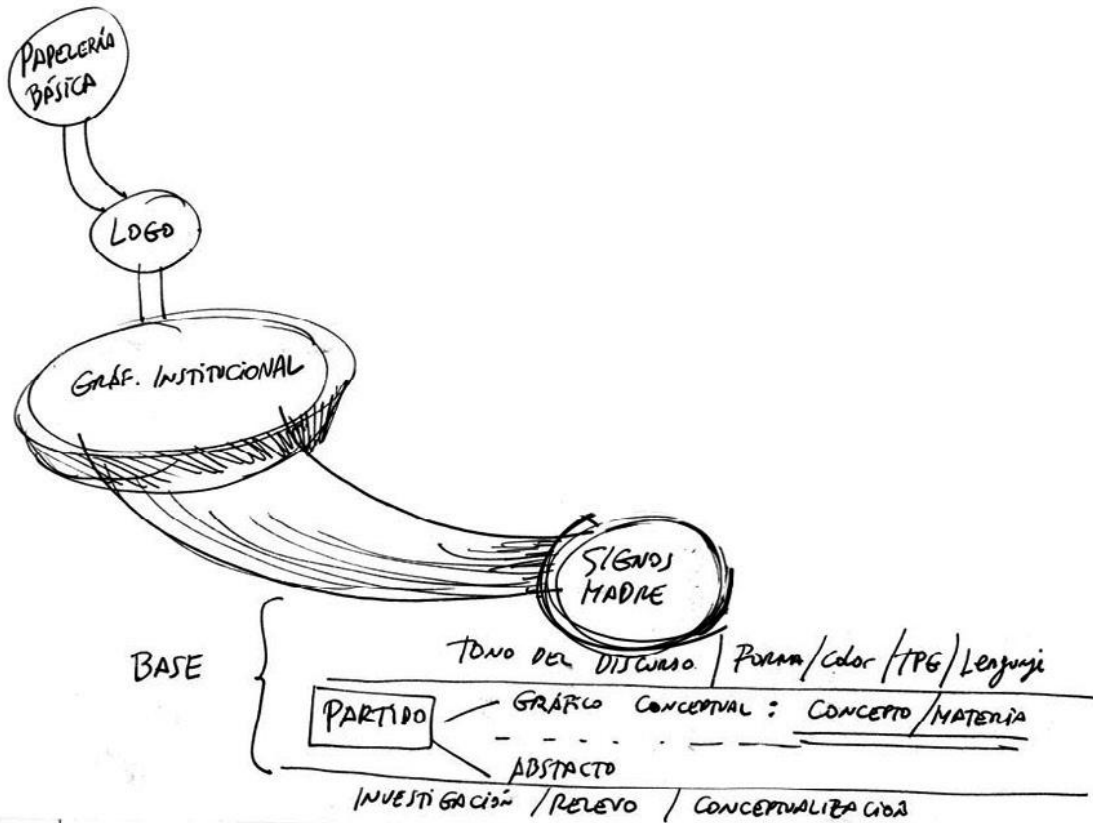 PAPELERÍA
BÁSICA
LOGO
GRÁF. INSTITUCIONAL
SIGNOS
MADRE
BASE
TONO DEL DISCURSO / FORMA/Color/TPG/Lenguaje
PARTIDO
GRÁFICO CONCEPTUAL: CONCEPTO/MATERIA
ABSTACTO
INVESTIGACIÓN / RELEVO / CONCEPTUALIZACION